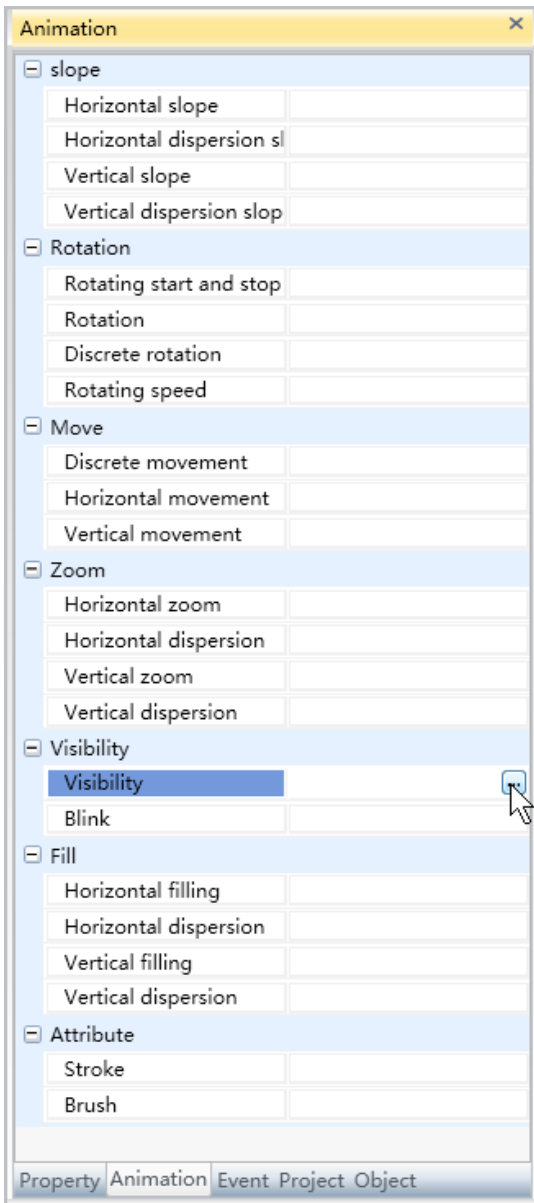 Animation
slope
Horizontal slope
Horizontal dispersion sl
Vertical slope
Vertical dispersion slop
Rotation
Rotating start and stop
Rotation
Discrete rotation
Rotating speed
Move
Discrete movement
Horizontal movement
Vertical movement
Zoom
Horizontal zoom
Horizontal dispersion
Vertical zoom
Vertical dispersion
Visibility
Visibility ...
Blink
Fill
Horizontal filling
Horizontal dispersion
Vertical filling
Vertical dispersion
Attribute
Stroke
Brush
Property Animation Event Project Object